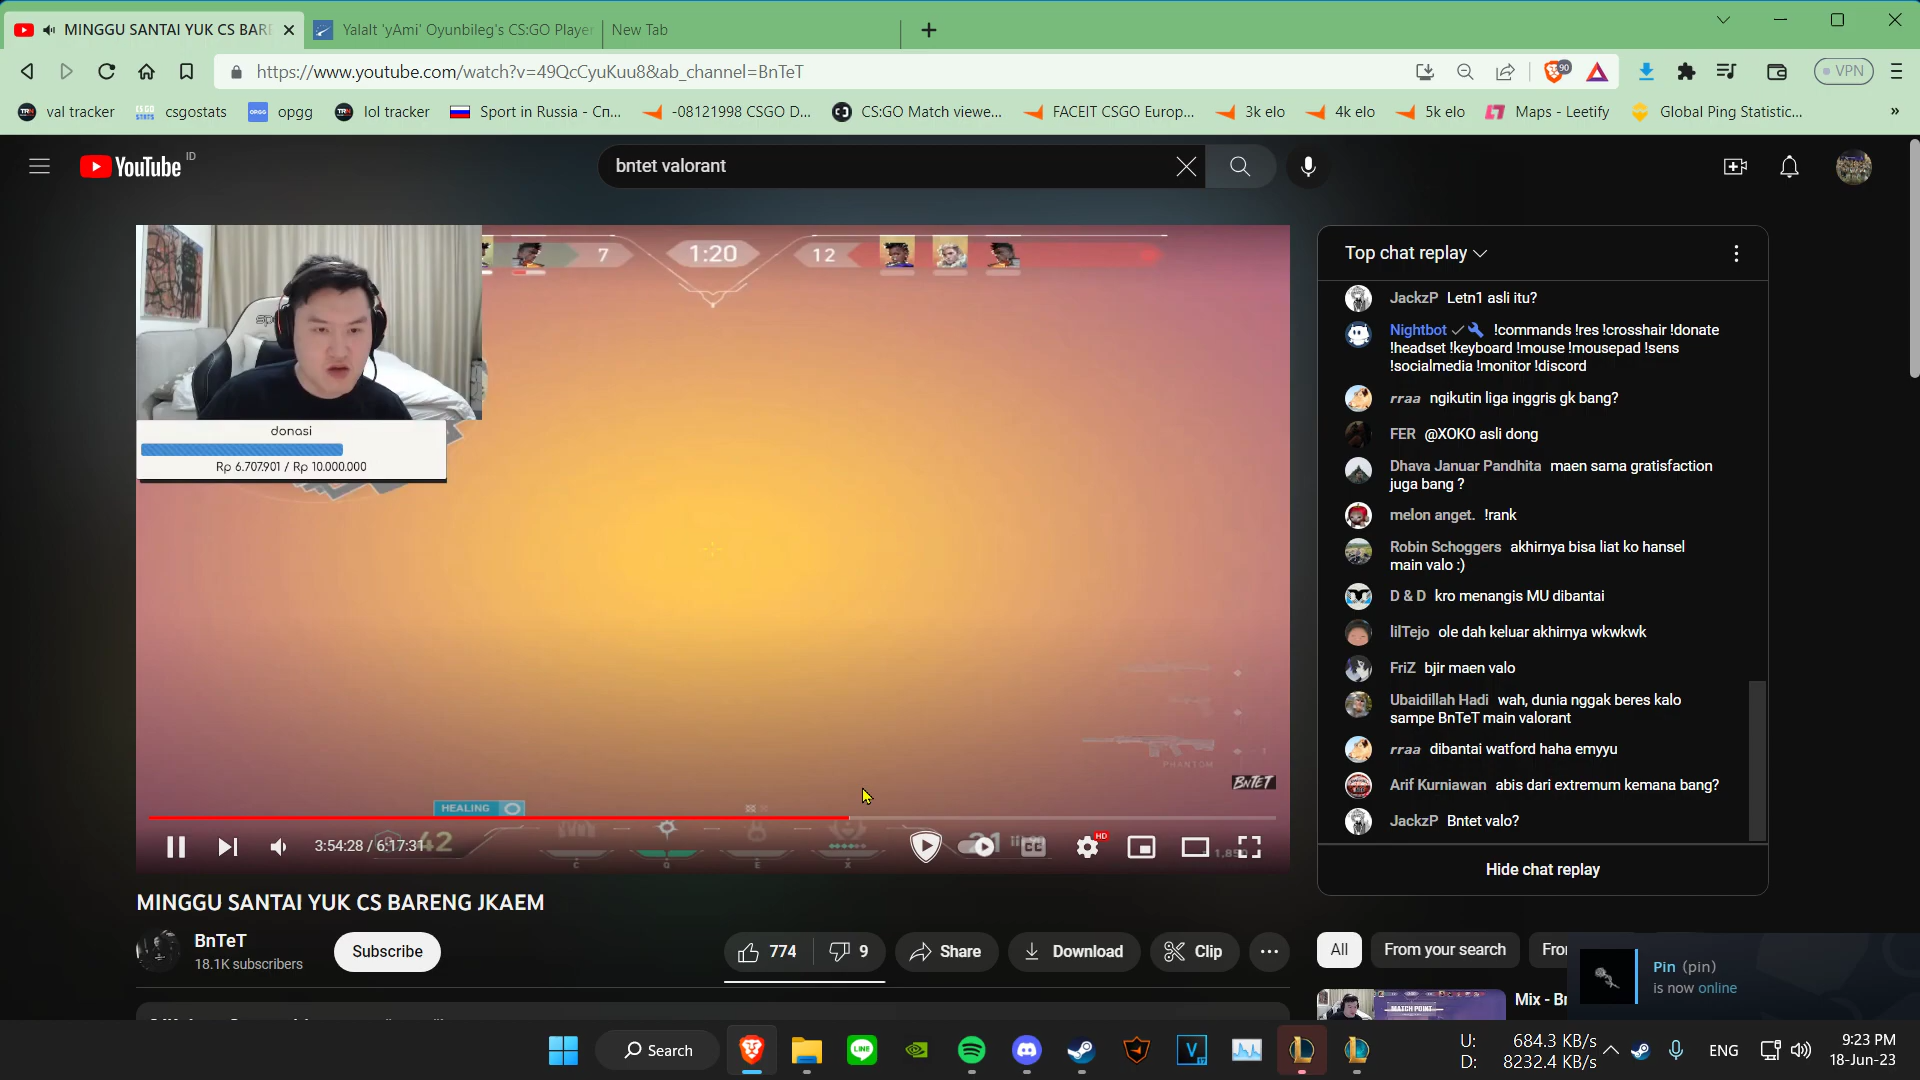 MINGGU SANTAI YUK CS BARE
Yalalt 'yAmi' Oyunbileg's CS:GO Player
New Tab
https://www.youtube.com/watch?v=49QcCyuKuu8&ab_channel=BnTeT
90
VPN
val tracker
csgostats
opgg
lol tracker
Sport in Russia - Сп...
-08121998 CSGO D...
CS:GO Match viewe...
FACEIT CSGO Europ...
3k elo
4k elo
5k elo
Maps - Leetify
Global Ping Statistic...
YouTube ID
bntet valorant
7
1:20
12
donasi
Rp 6.707.901 / Rp 10.000.000
PHANTOM
BNTET
HEALING
42
21
C
Q
E
X
3:54:28 / 6:17:31
CC
HD
MINGGU SANTAI YUK CS BARENG JKAEM
BnTeT
18.1K subscribers
Subscribe
774
9
Share
Download
Clip
Top chat replay
JackzP Letn1 asli itu?
Nightbot !commands !res !crosshair !donate
!headset !keyboard !mouse !mousepad !sens
!socialmedia !monitor !discord
rraa ngikutin liga inggris gk bang?
FER @XOKO asli dong
Dhava Januar Pandhita maen sama gratisfaction
juga bang ?
melon anget. !rank
Robin Schoggers akhirnya bisa liat ko hansel
main valo :)
D & D kro menangis MU dibantai
lilTejo ole dah keluar akhirnya wkwkwk
FriZ bjir maen valo
Ubaidillah Hadi wah, dunia nggak beres kalo
sampe BnTeT main valorant
rraa dibantai watford haha emyyu
Arif Kurniawan abis dari extremum kemana bang?
JackzP Bntet valo?
Hide chat replay
All
From your search
MATCH POINT
Pin (pin)
is now online
Search
U: 684.3 KB/s
D: 8232.4 KB/s
ENG
9:23 PM
18-Jun-23